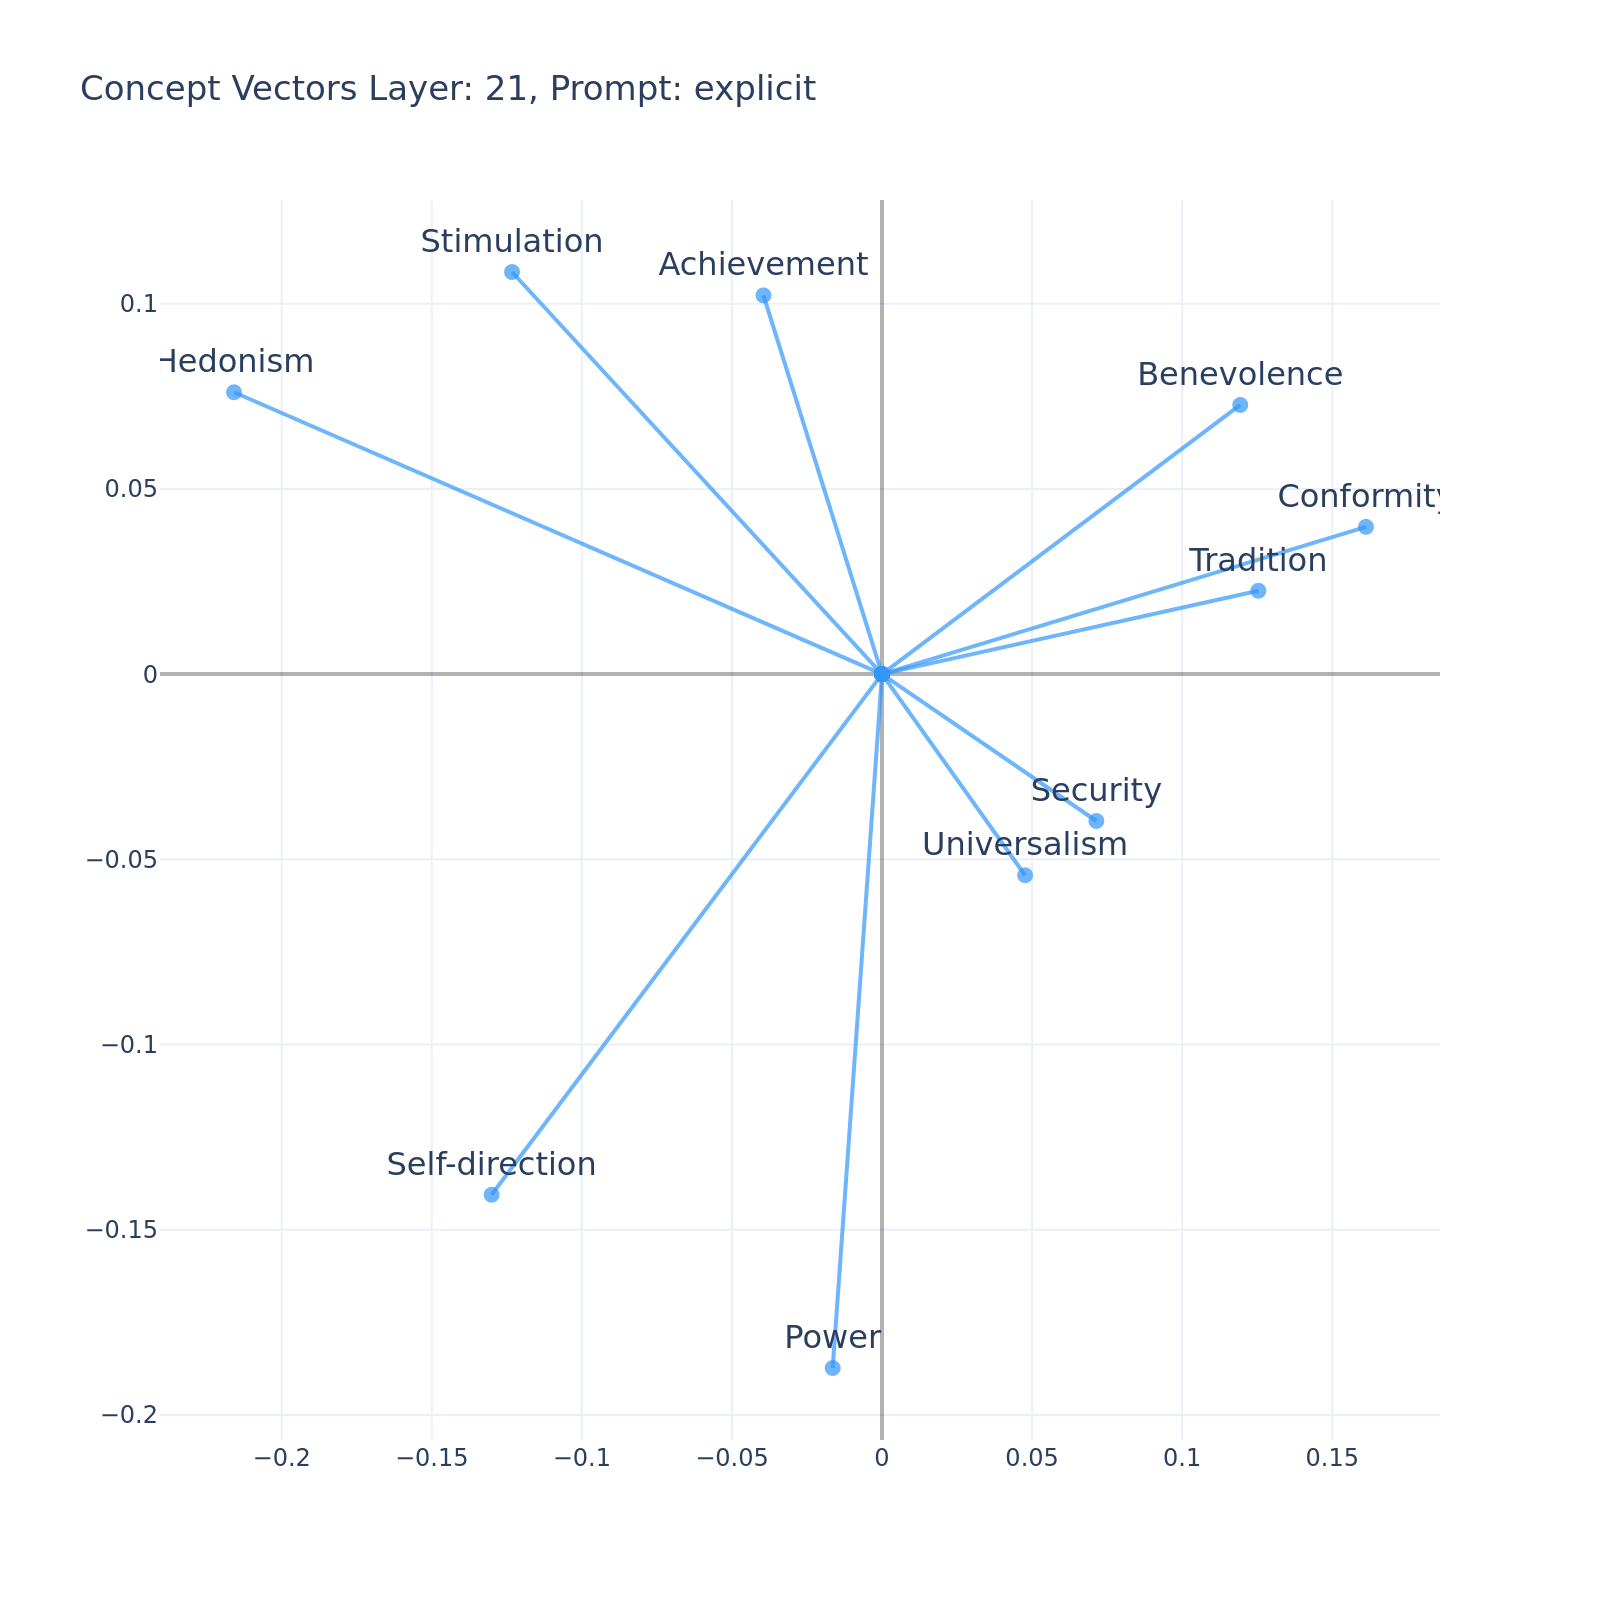 Concept Vectors Layer: 21, Prompt: explicit
Stimulation
Achievement
0.1
Hedonism
Benevolence
0.05
Conformity
Tradition
0
Security
Universalism
−0.05
−0.1
Self-direction
−0.15
Power
−0.2
−0.2 −0.15 −0.1 −0.05 0 0.05 0.1 0.15